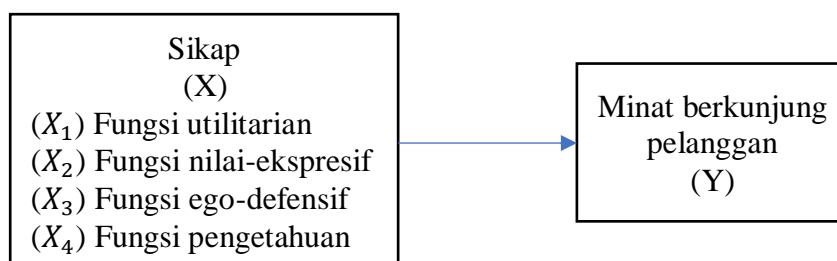 Sikap
(X)
(X₁) Fungsi utilitarian
(X₂) Fungsi nilai-ekspresif
(X₃) Fungsi ego-defensif
(X₄) Fungsi pengetahuan
Minat berkunjung
pelanggan
(Y)